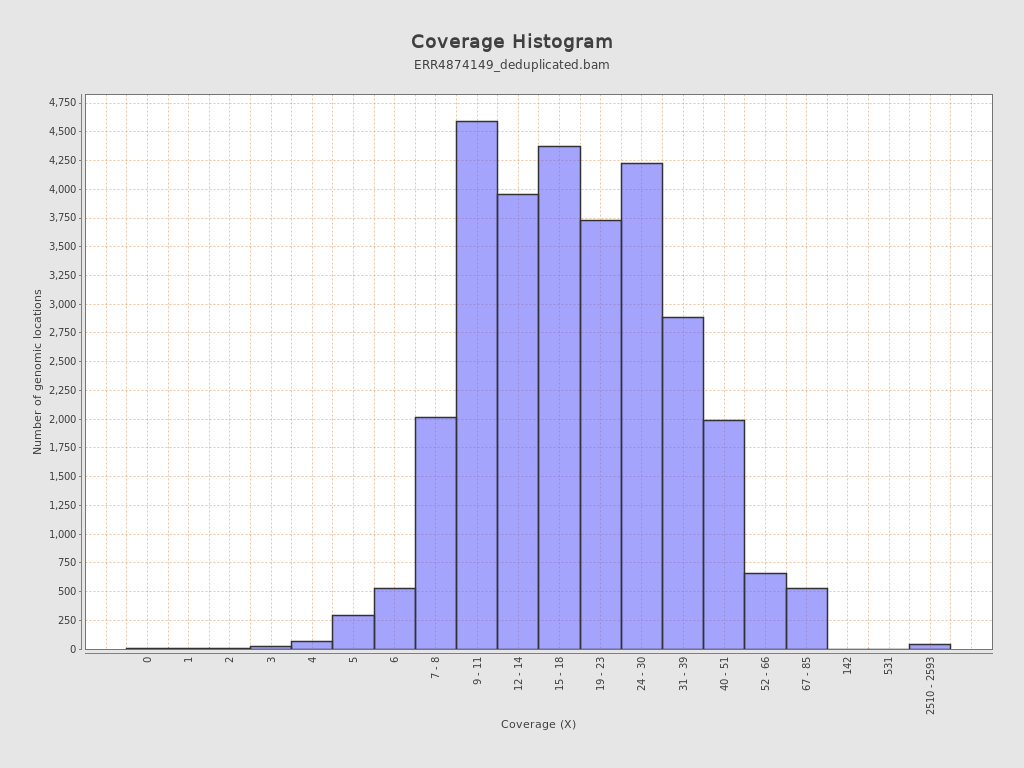 Coverage Histogram
ERR4874149_deduplicated.bam
Number of genomic locations
4,750
4,500
4,250
4,000
3,750
3,500
3,250
3,000
2,750
2,500
2,250
2,000
1,750
1,500
1,250
1,000
750
500
250
0
0
1
2
3
4
5
6
7 - 8
9 - 11
12 - 14
15 - 18
19 - 23
24 - 30
31 - 39
40 - 51
52 - 66
67 - 85
142
531
2510 - 2593
Coverage (X)